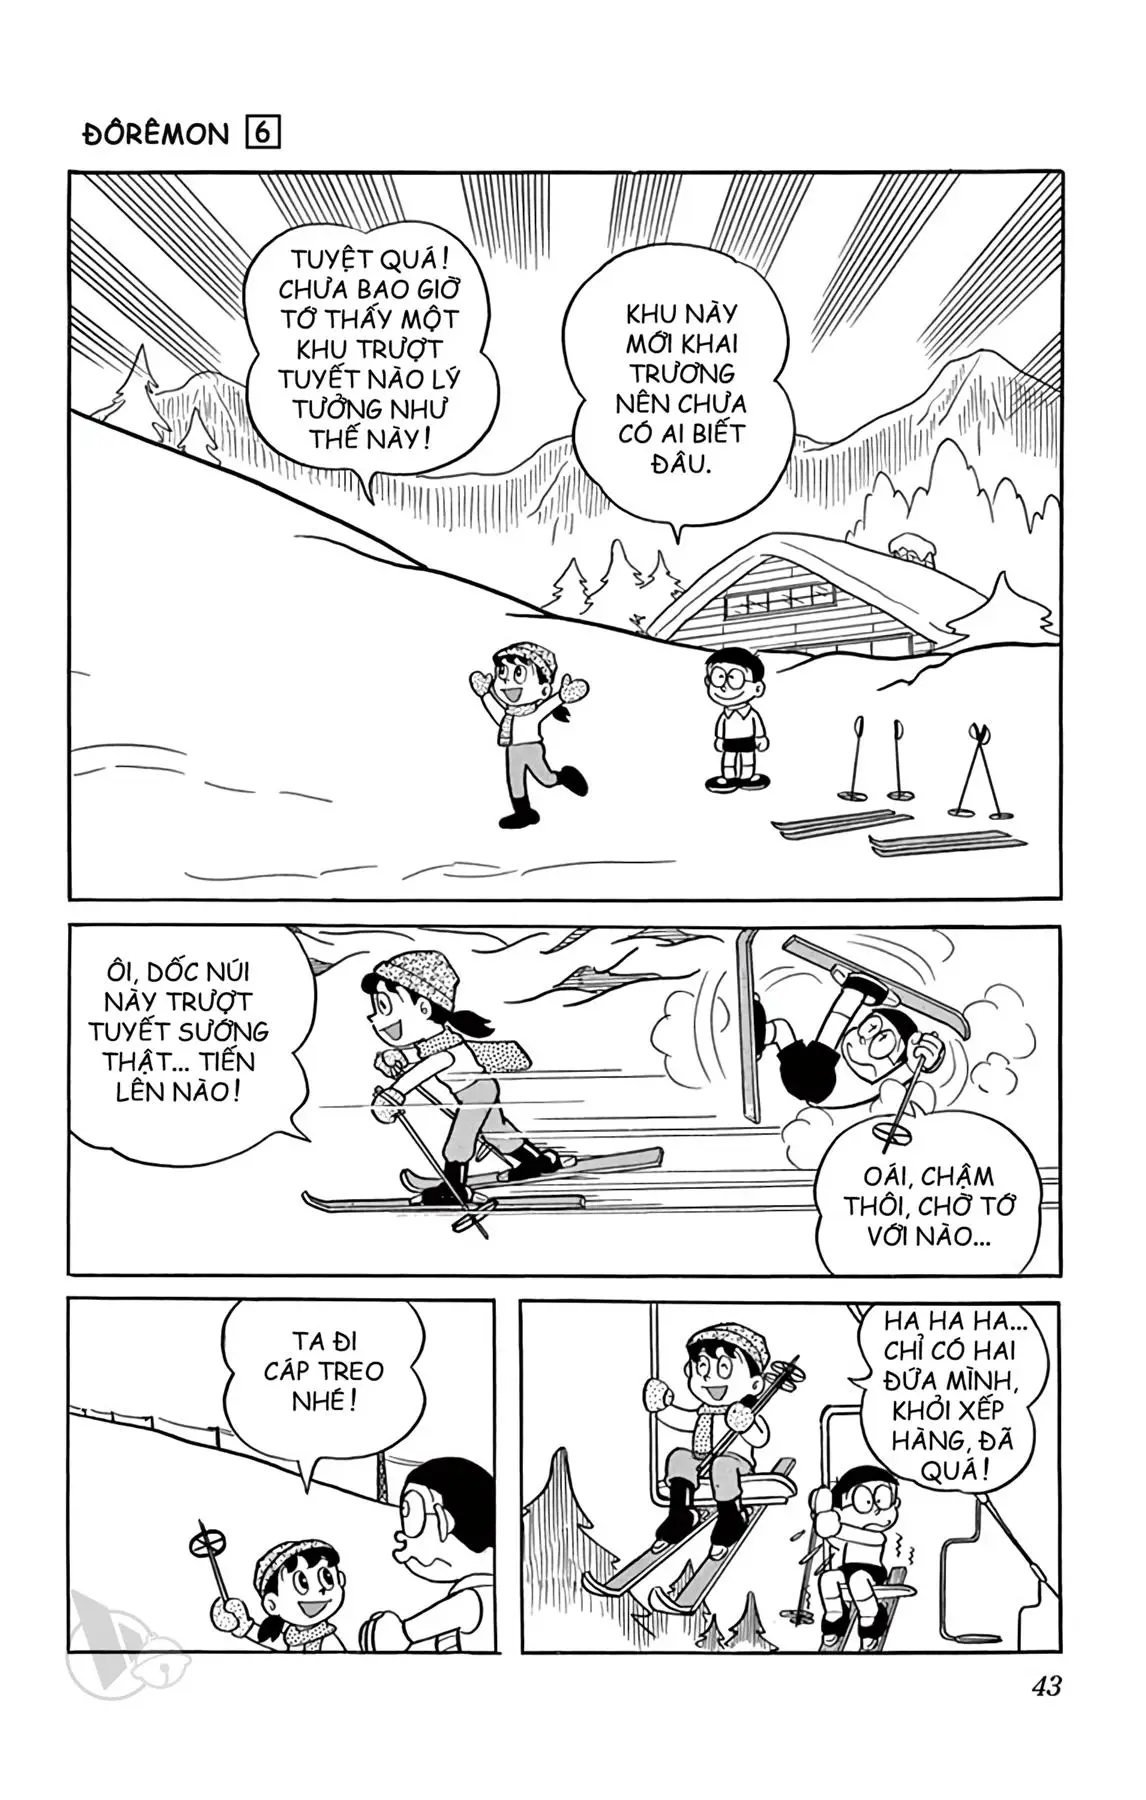 ĐÔRÊMON 6
TUYỆT QUÁ!
CHƯA BAO GIỜ
TỚ THẤY MỘT
KHU TRƯỢT
TUYẾT NÀO LÝ
TƯỞNG NHƯ
THẾ NÀY!
KHU NÀY
MỚI KHAI
TRƯƠNG
NÊN CHƯA
CÓ AI BIẾT
ĐÂU.
ÔI, DỐC NÚI
NÀY TRƯỢT
TUYẾT SƯỚNG
THẬT... TIẾN
LÊN NÀO!
OÁI, CHẬM
THÔI, CHỜ TỚ
VỚI NÀO...
TA ĐI
CÁP TREO
NHÉ!
HA HA HA...
CHỈ CÓ HAI
ĐỨA MÌNH,
KHỎI XẾP
HÀNG, ĐÃ
QUÁ!
43